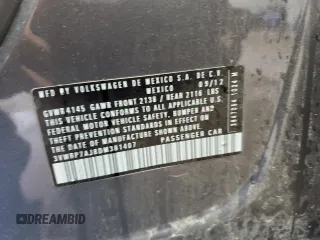 MFD BY VOLKSWAGEN DE MEXICO S.A. DE C.V.
MEXICO 09/12
GVWR 4145 GAWR FRONT 2138 / REAR 2116 LBS
THIS VEHICLE CONFORMS TO ALL APPLICABLE
FEDERAL MOTOR VEHICLE SAFETY, BUMPER AND
THEFT PREVENTION STANDARDS IN EFFECT ON
THE DATE OF MANUFACTURE SHOWN ABOVE
PASSENGER CAR
DREAMBID